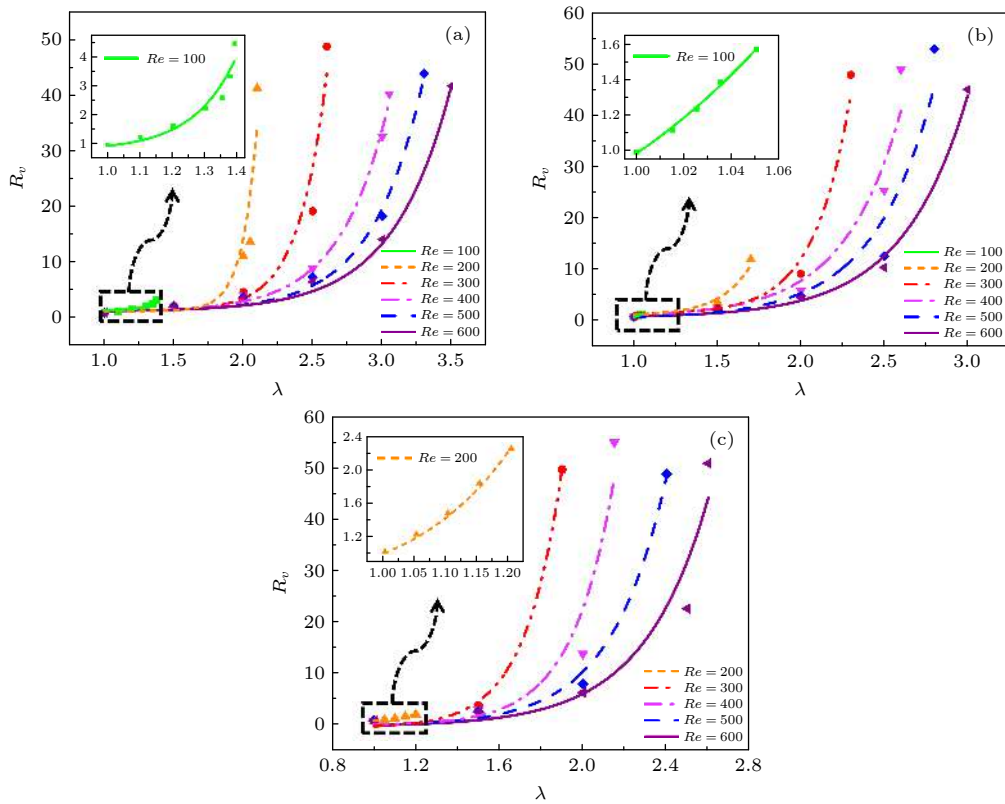 (a)
R_v
50
40
30
20
10
0
1.0 1.5 2.0 2.5 3.0 3.5
λ
4
3
2
1
1.0 1.1 1.2 1.3 1.4
Re = 100
Re = 100
Re = 200
Re = 300
Re = 400
Re = 500
Re = 600
(b)
R_v
60
50
40
30
20
10
0
1.0 1.5 2.0 2.5 3.0
λ
1.6
1.4
1.2
1.0
1.00 1.02 1.04 1.06
Re = 100
Re = 100
Re = 200
Re = 300
Re = 400
Re = 500
Re = 600
(c)
R_v
60
50
40
30
20
10
0
0.8 1.2 1.6 2.0 2.4 2.8
λ
2.4
2.0
1.6
1.2
1.00 1.05 1.10 1.15 1.20
Re = 200
Re = 200
Re = 300
Re = 400
Re = 500
Re = 600